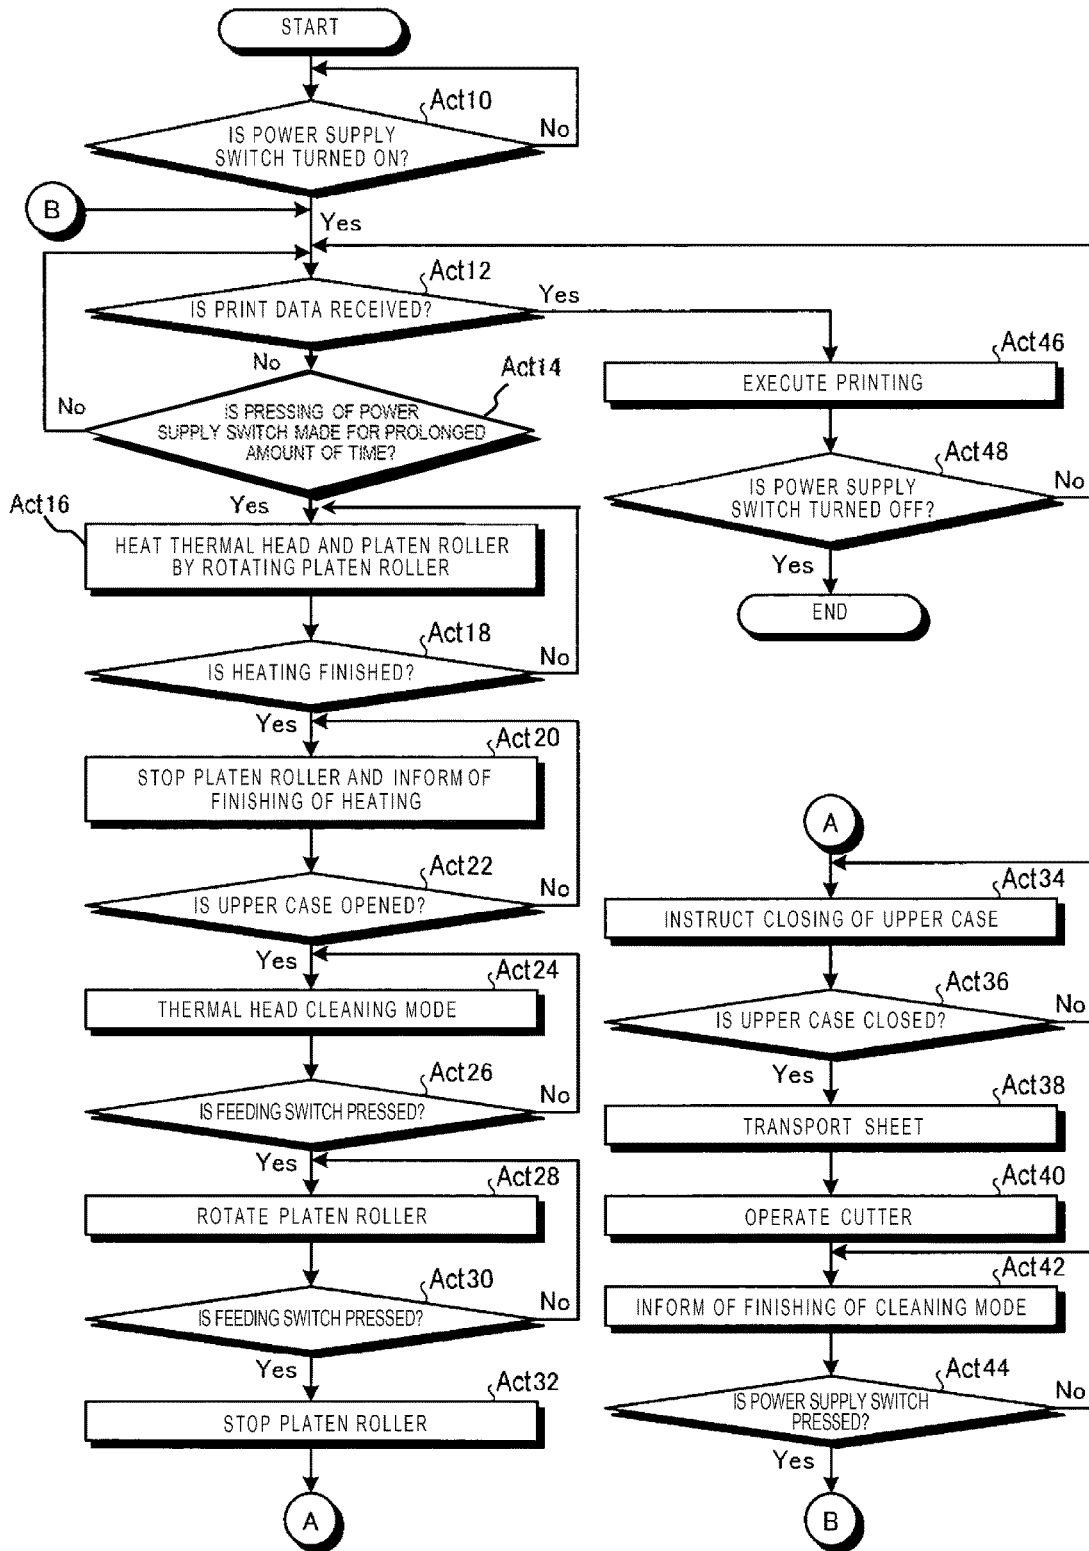 START
Act10
IS POWER SUPPLY
SWITCH TURNED ON?
No
B
Yes
Act12
IS PRINT DATA RECEIVED?
Yes
No
Act14
IS PRESSING OF POWER
SUPPLY SWITCH MADE FOR PROLONGED
AMOUNT OF TIME?
No
Yes
Act16
HEAT THERMAL HEAD AND PLATEN ROLLER
BY ROTATING PLATEN ROLLER
Act18
IS HEATING FINISHED?
No
Yes
Act20
STOP PLATEN ROLLER AND INFORM OF
FINISHING OF HEATING
Act22
IS UPPER CASE OPENED?
No
Yes
Act24
THERMAL HEAD CLEANING MODE
Act26
IS FEEDING SWITCH PRESSED?
No
Yes
Act28
ROTATE PLATEN ROLLER
Act30
IS FEEDING SWITCH PRESSED?
No
Yes
Act32
STOP PLATEN ROLLER
A
Act46
EXECUTE PRINTING
Act48
IS POWER SUPPLY
SWITCH TURNED OFF?
No
Yes
END
A
Act34
INSTRUCT CLOSING OF UPPER CASE
Act36
IS UPPER CASE CLOSED?
No
Yes
Act38
TRANSPORT SHEET
Act40
OPERATE CUTTER
Act42
INFORM OF FINISHING OF CLEANING MODE
Act44
IS POWER SUPPLY SWITCH
PRESSED?
No
Yes
B